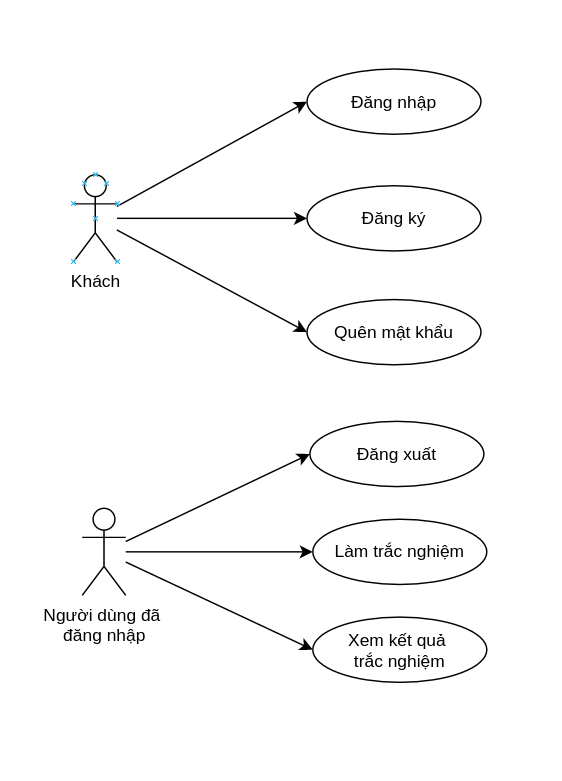 Đăng nhập
Đăng ký
Khách
Quên mật khẩu
Đăng xuất
Làm trắc nghiệm
Người dùng đã
đăng nhập
Xem kết quả
trắc nghiệm